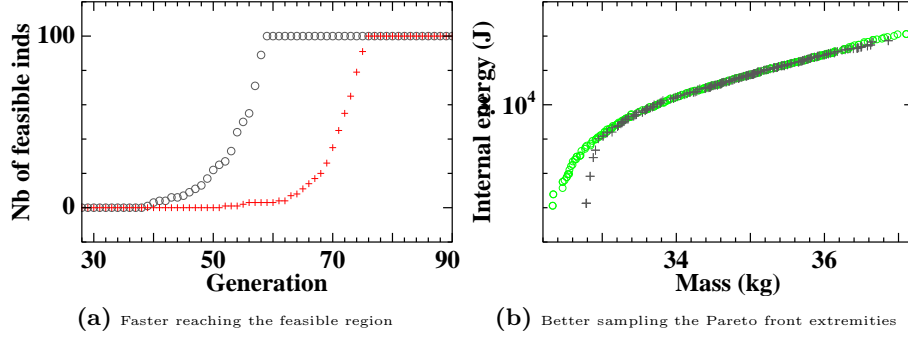 Nb of feasible inds
100
0
30
50
70
90
Generation
(a) Faster reaching the feasible region
Internal energy (J)
10^4
34
36
Mass (kg)
(b) Better sampling the Pareto front extremities